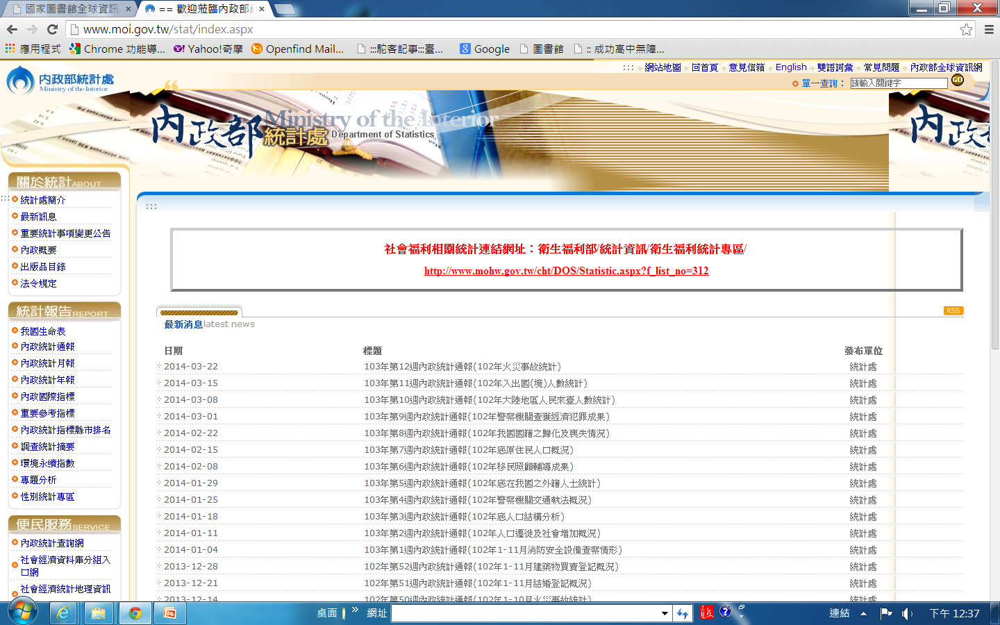 國家圖書館全球資訊
== 歡迎蒞臨內政部
www.moi.gov.tw/stat/index.aspx
應用程式 Chrome 功能導... Yahoo!奇摩 Openfind Mail... :::駝客記事:::臺... Google 圖書館 :: 成功高中無障...
內政部統計處
Ministry of the Interior
::: 網站地圖 回首頁 意見信箱 English 雙語詞彙 常見問題 內政部全球資訊網
單一查詢： 請輸入關鍵字 GO
內政部 Ministry of the Interior
統計處 Department of Statistics
內政
關於統計ABOUT
統計處簡介
最新訊息
重要統計事項變更公告
內政概要
出版品目錄
法令規定
統計報告REPORT
我國生命表
內政統計通報
內政統計月報
內政統計年報
內政國際指標
重要參考指標
內政統計指標縣市排名
調查統計摘要
環境永續指數
專題分析
性別統計專區
便民服務SERVICE
內政統計查詢網
社會經濟資料庫分組入
口網
社會經濟統計地理資訊
:::
社會福利相關統計連結網址：衛生福利部/統計資訊/衛生福利統計專區/
http://www.mohw.gov.tw/cht/DOS/Statistic.aspx?f_list_no=312
RSS
最新消息latest news
日期 標題 發布單位
2014-03-22 103年第12週內政統計通報(102年火災事故統計) 統計處
2014-03-15 103年第11週內政統計通報(102年入出國(境)人數統計) 統計處
2014-03-08 103年第10週內政統計通報(102年大陸地區人民來臺人數統計) 統計處
2014-03-01 103年第9週內政統計通報(102年警察機關查獲經濟犯罪成果) 統計處
2014-02-22 103年第8週內政統計通報(102年我國國籍之歸化及喪失情況) 統計處
2014-02-15 103年第7週內政統計通報(102年底原住民人口概況) 統計處
2014-02-08 103年第6週內政統計通報(102年移民照顧輔導成果) 統計處
2014-01-29 103年第5週內政統計通報(102年底在我國之外籍人士統計) 統計處
2014-01-25 103年第4週內政統計通報(102年警察機關交通執法概況) 統計處
2014-01-18 103年第3週內政統計通報(102年底人口結構分析) 統計處
2014-01-11 103年第2週內政統計通報(102年人口遷徙及社會增加概況) 統計處
2014-01-04 103年第1週內政統計通報(102年1-11月消防安全設備查察情形) 統計處
2013-12-28 102年第52週內政統計通報(102年1-11月建築物買賣登記概況) 統計處
2013-12-21 102年第51週內政統計通報(102年1-11月結婚登記概況) 統計處
2013-12-14 102年第50週內政統計通報(102年1-10月火災事故統計) 統計處
桌面 » 網址 連結 下午 12:37